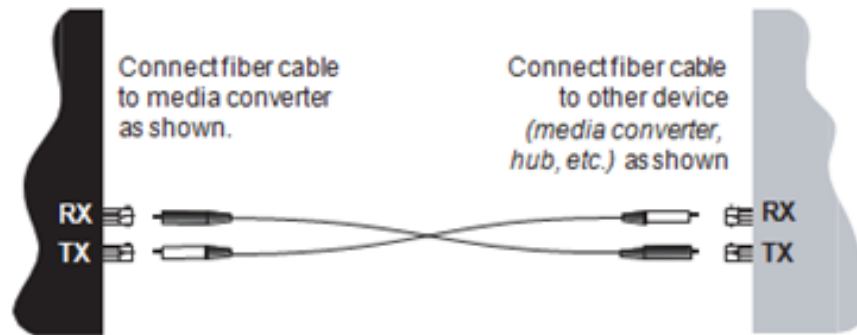 Connect fiber cable
to media converter
as shown.
Connect fiber cable
to other device
(media converter,
hub, etc.) as shown
RX
TX
RX
TX